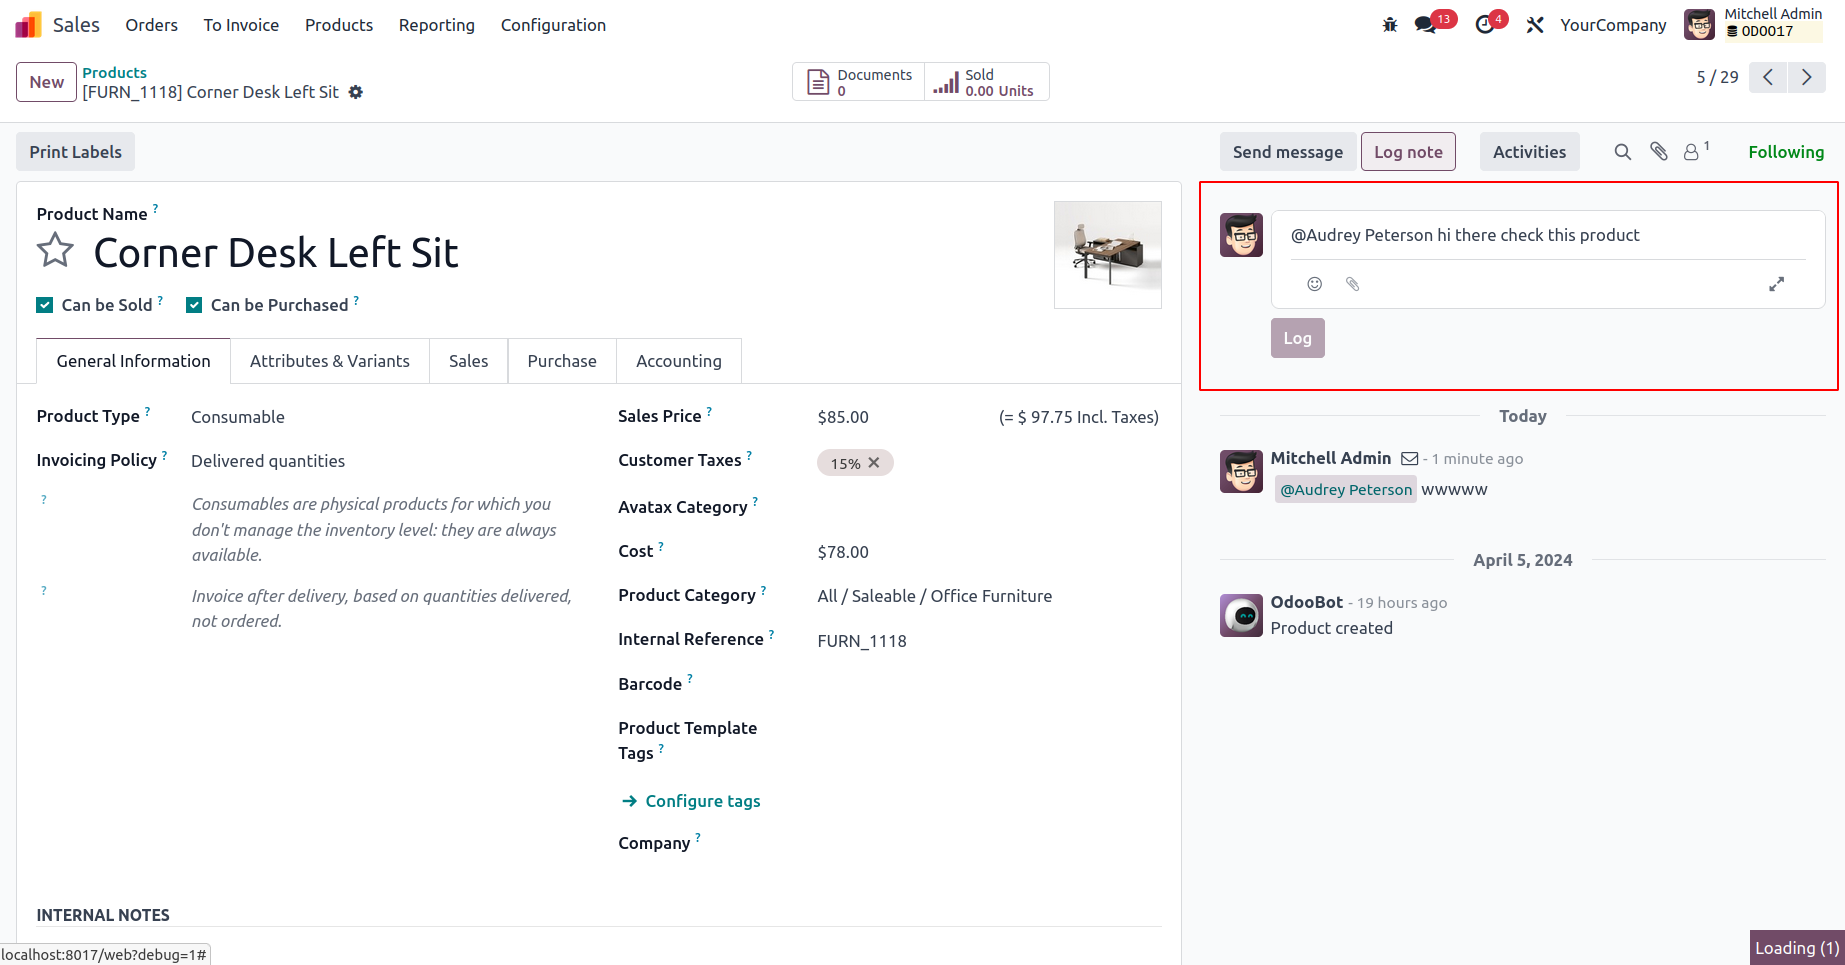 Sales Orders To Invoice Products Reporting Configuration 13 4 YourCompany Mitchell Admin
ODOO17
New Products
[FURN_1118] Corner Desk Left Sit
Documents
0
Sold
0.00 Units
5 / 29
Print Labels
Send message Log note Activities 1 Following
Product Name ?
Corner Desk Left Sit
Can be Sold ? Can be Purchased ?
General Information Attributes & Variants Sales Purchase Accounting
Product Type ? Consumable
Invoicing Policy ? Delivered quantities
? Consumables are physical products for which you
don't manage the inventory level: they are always
available.
? Invoice after delivery, based on quantities delivered,
not ordered.
Sales Price ? $85.00 (= $ 97.75 Incl. Taxes)
Customer Taxes ? 15% ✕
Avatax Category ?
Cost ? $78.00
Product Category ? All / Saleable / Office Furniture
Internal Reference ? FURN_1118
Barcode ?
Product Template
Tags ?
→ Configure tags
Company ?
INTERNAL NOTES
@Audrey Peterson hi there check this product
Log
Today
Mitchell Admin - 1 minute ago
@Audrey Peterson wwwww
April 5, 2024
OdooBot - 19 hours ago
Product created
localhost:8017/web?debug=1#
Loading (1)